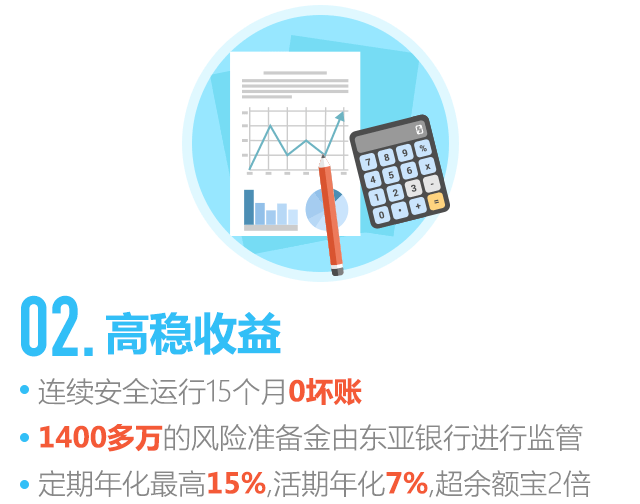 0
7 8 9 %
4 5 6 x
1 2 3 -
0 • + =
02. 高稳收益
• 连续安全运行15个月0坏账
• 1400多万的风险准备金由东亚银行进行监管
• 定期年化最高15%,活期年化7%,超余额宝2倍